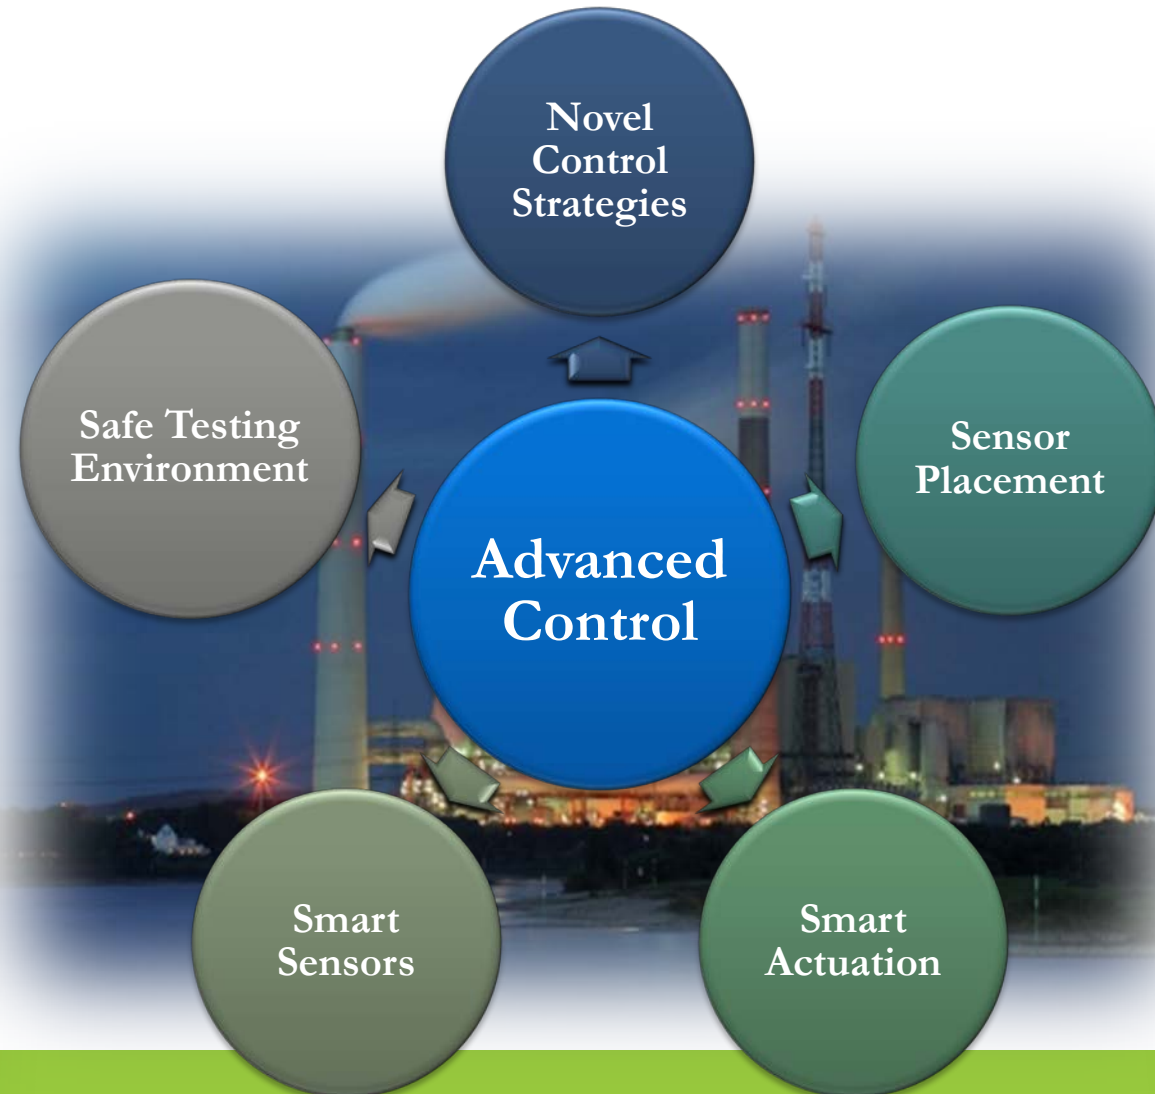 Novel
Control
Strategies
Safe Testing
Environment
Sensor
Placement
Advanced
Control
Smart
Sensors
Smart
Actuation